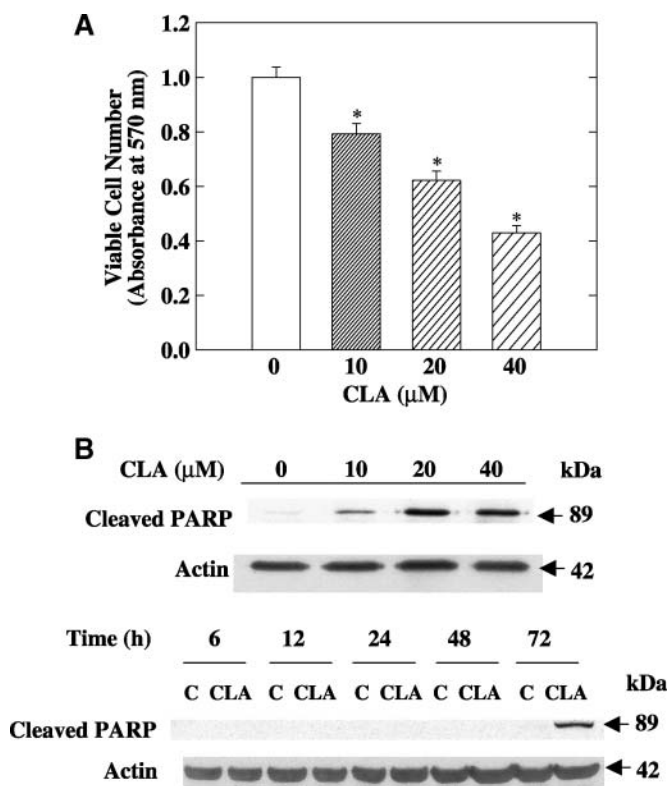 A
1.2
1.0
0.8
0.6
0.4
0.2
0.0
Viable Cell Number
(Absorbance at 570 nm)
* * *
0 10 20 40
CLA (μM)
B
CLA (μM) 0 10 20 40 kDa
Cleaved PARP 89
Actin 42
Time (h) 6 12 24 48 72
C CLA C CLA C CLA C CLA C CLA kDa
Cleaved PARP 89
Actin 42